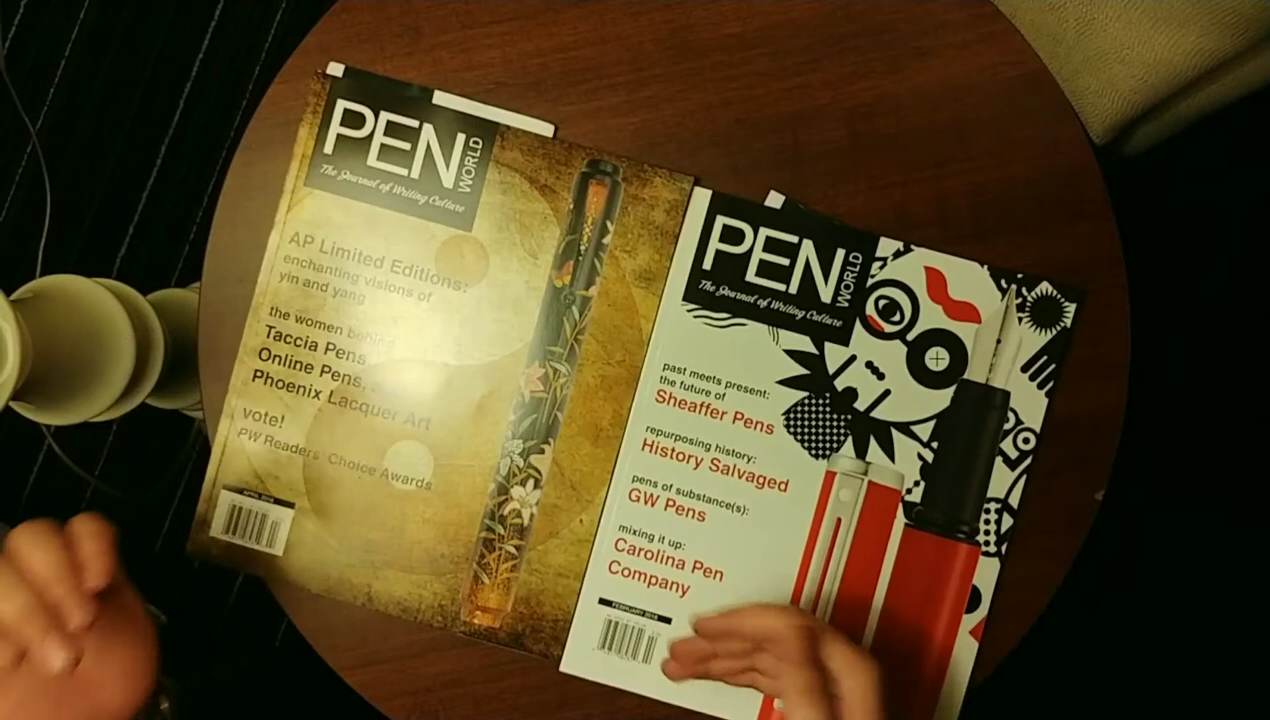 PEN
WORLD
The Journal of Writing Culture
AP Limited Editions:
enchanting visions of
yin and yang
the women behind
Taccia Pens
Online Pens,
Phoenix Lacquer Art
vote!
PW Readers Choice Awards
APRIL 2018
PEN
WORLD
The Journal of Writing Culture
past meets present:
the future of
Sheaffer Pens
repurposing history:
History Salvaged
pens of substance(s):
GW Pens
mixing it up:
Carolina Pen
Company
FEBRUARY 2018